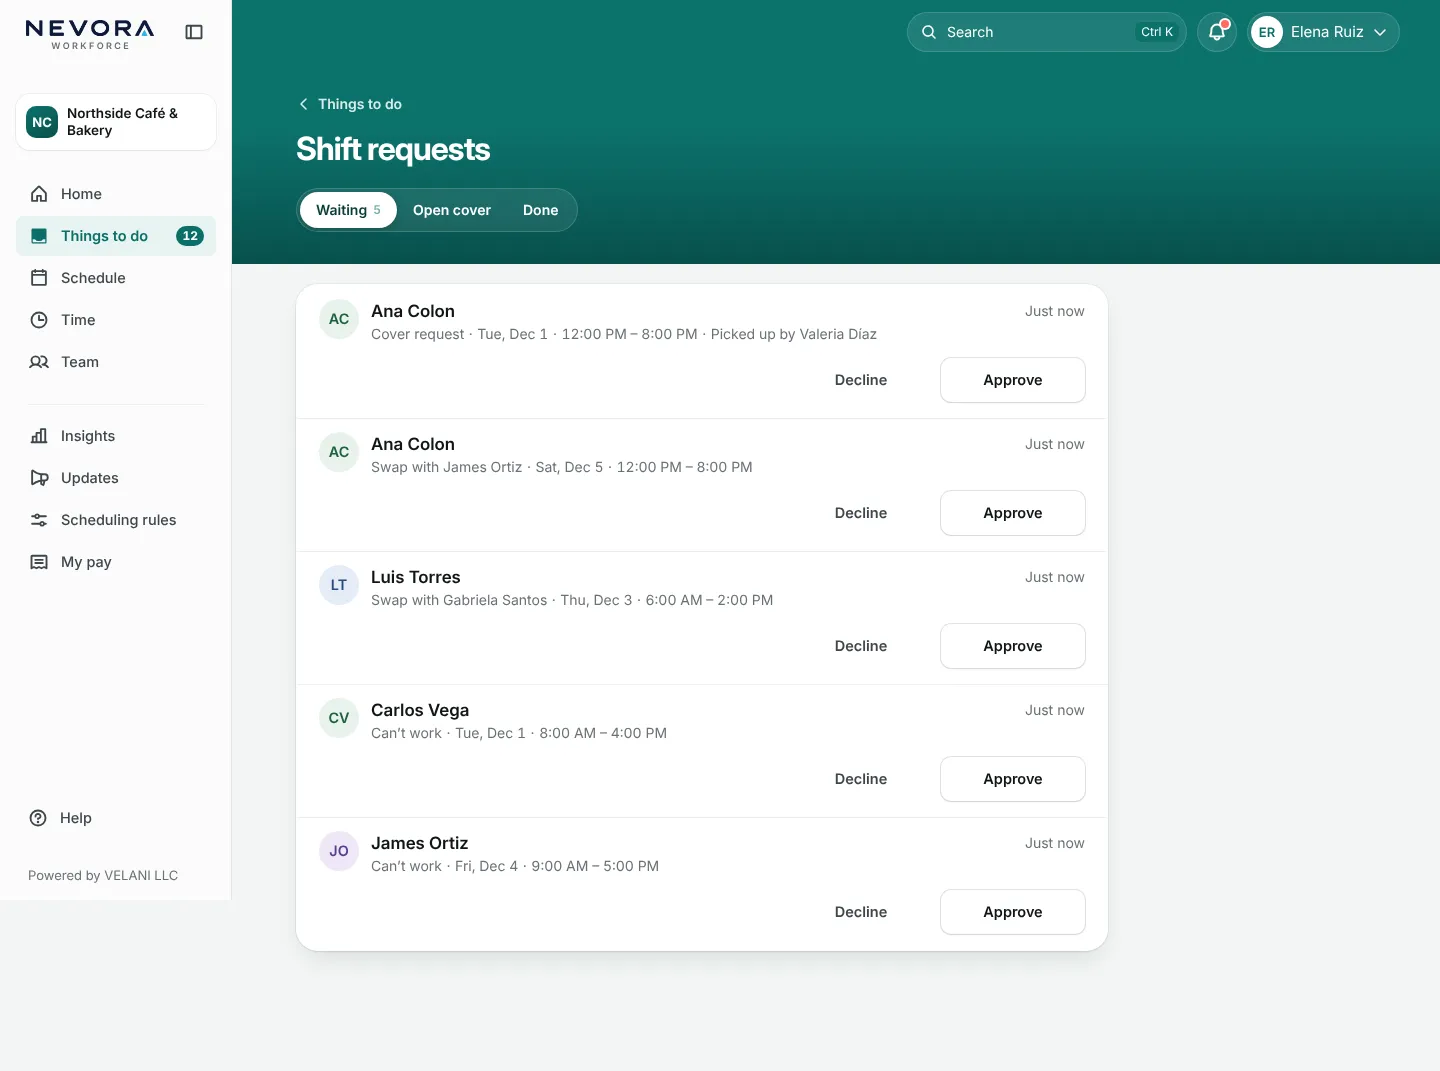 NEVORA
WORKFORCE
Search
Ctrl K
ER
Elena Ruiz
NC
Northside Café &
Bakery
Home
Things to do
12
Schedule
Time
Team
Insights
Updates
Scheduling rules
My pay
Help
Powered by VELANI LLC
Things to do
Shift requests
Waiting 5
Open cover
Done
AC
Ana Colon
Just now
Cover request · Tue, Dec 1 · 12:00 PM – 8:00 PM · Picked up by Valeria Díaz
Decline
Approve
AC
Ana Colon
Just now
Swap with James Ortiz · Sat, Dec 5 · 12:00 PM – 8:00 PM
Decline
Approve
LT
Luis Torres
Just now
Swap with Gabriela Santos · Thu, Dec 3 · 6:00 AM – 2:00 PM
Decline
Approve
CV
Carlos Vega
Just now
Can’t work · Tue, Dec 1 · 8:00 AM – 4:00 PM
Decline
Approve
JO
James Ortiz
Just now
Can’t work · Fri, Dec 4 · 9:00 AM – 5:00 PM
Decline
Approve